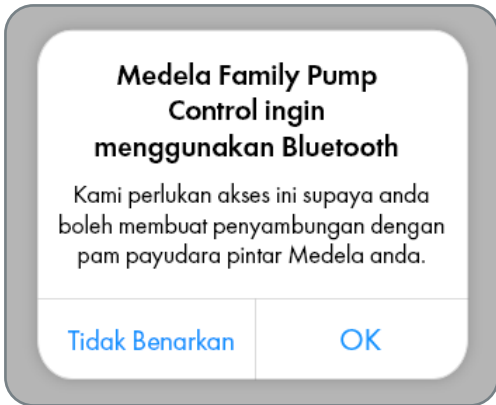 Medela Family Pump
Control ingin
menggunakan Bluetooth
Kami perlukan akses ini supaya anda
boleh membuat penyambungan dengan
pam payudara pintar Medela anda.
Tidak Benarkan
OK